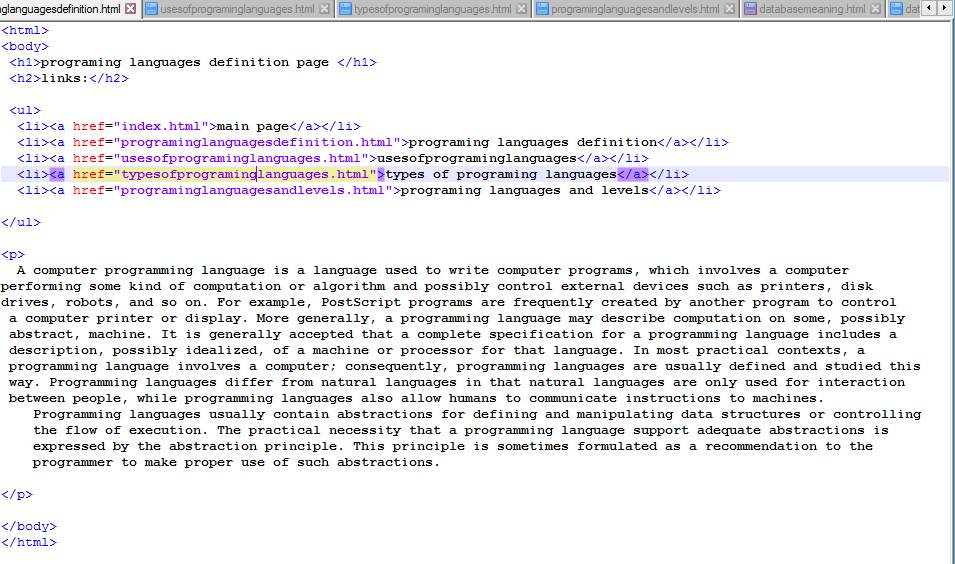 nglanguagesdefinition.html usesofprograminglanguages.html typesofprograminglanguages.html programinglanguagesandlevels.html databasemeaning.html dat
<html>
<body>
<h1>programing languages definition page </h1>
<h2>links:</h2>
<ul>
<li><a href="index.html">main page</a></li>
<li><a href="programinglanguagesdefinition.html">programing languages definition</a></li>
<li><a href="usesofprograminglanguages.html">usesofprograminglanguages</a></li>
<li><a href="typesofprograminglanguages.html">types of programing languages</a></li>
<li><a href="programinglanguagesandlevels.html">programing languages and levels</a></li>
</ul>
<p>
A computer programming language is a language used to write computer programs, which involves a computer
performing some kind of computation or algorithm and possibly control external devices such as printers, disk
drives, robots, and so on. For example, PostScript programs are frequently created by another program to control
a computer printer or display. More generally, a programming language may describe computation on some, possibly
abstract, machine. It is generally accepted that a complete specification for a programming language includes a
description, possibly idealized, of a machine or processor for that language. In most practical contexts, a
programming language involves a computer; consequently, programming languages are usually defined and studied this
way. Programming languages differ from natural languages in that natural languages are only used for interaction
between people, while programming languages also allow humans to communicate instructions to machines.
Programming languages usually contain abstractions for defining and manipulating data structures or controlling
the flow of execution. The practical necessity that a programming language support adequate abstractions is
expressed by the abstraction principle. This principle is sometimes formulated as a recommendation to the
programmer to make proper use of such abstractions.
</p>
</body>
</html>